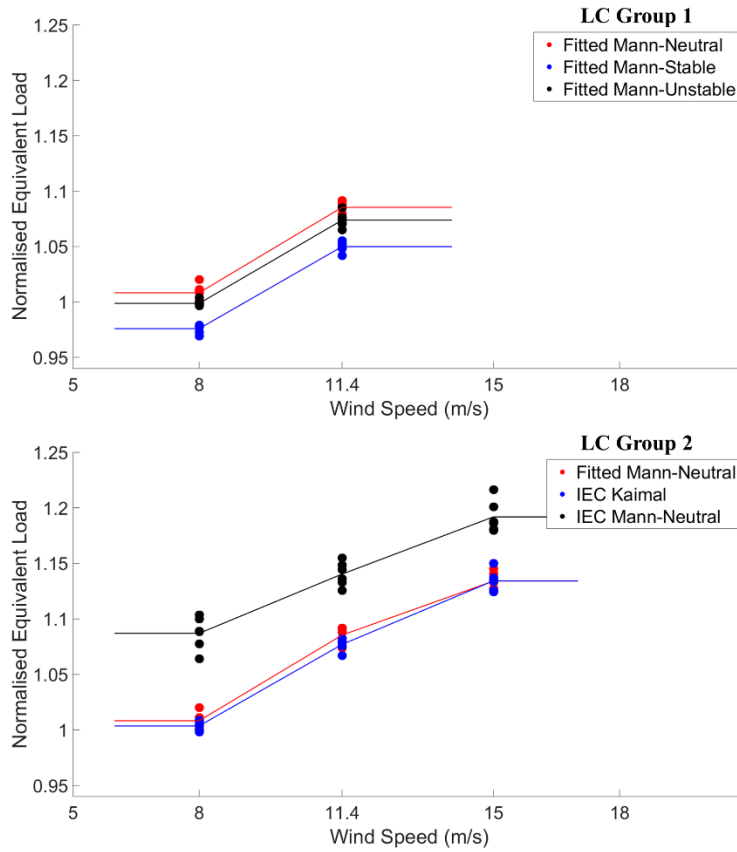 LC Group 1
Fitted Mann-Neutral
Fitted Mann-Stable
Fitted Mann-Unstable
1.25
1.2
1.15
1.1
1.05
1
0.95
Normalised Equivalent Load
5 8 11.4 15 18
Wind Speed (m/s)
LC Group 2
Fitted Mann-Neutral
IEC Kaimal
IEC Mann-Neutral
1.25
1.2
1.15
1.1
1.05
1
0.95
Normalised Equivalent Load
5 8 11.4 15 18
Wind Speed (m/s)